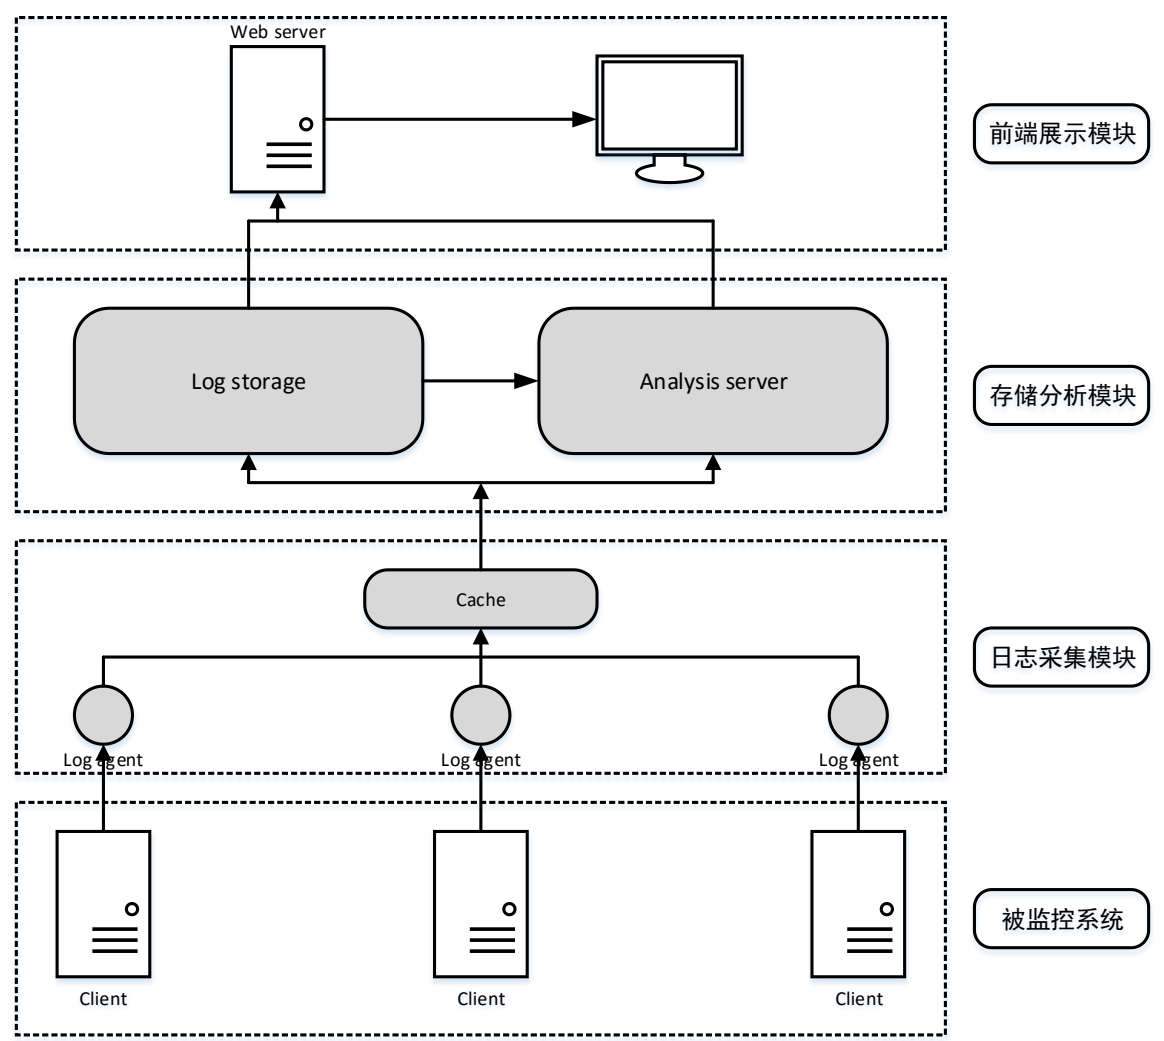 Web server
前端展示模块
Log storage
Analysis server
存储分析模块
Cache
日志采集模块
Log agent
Log agent
Log agent
被监控系统
Client
Client
Client